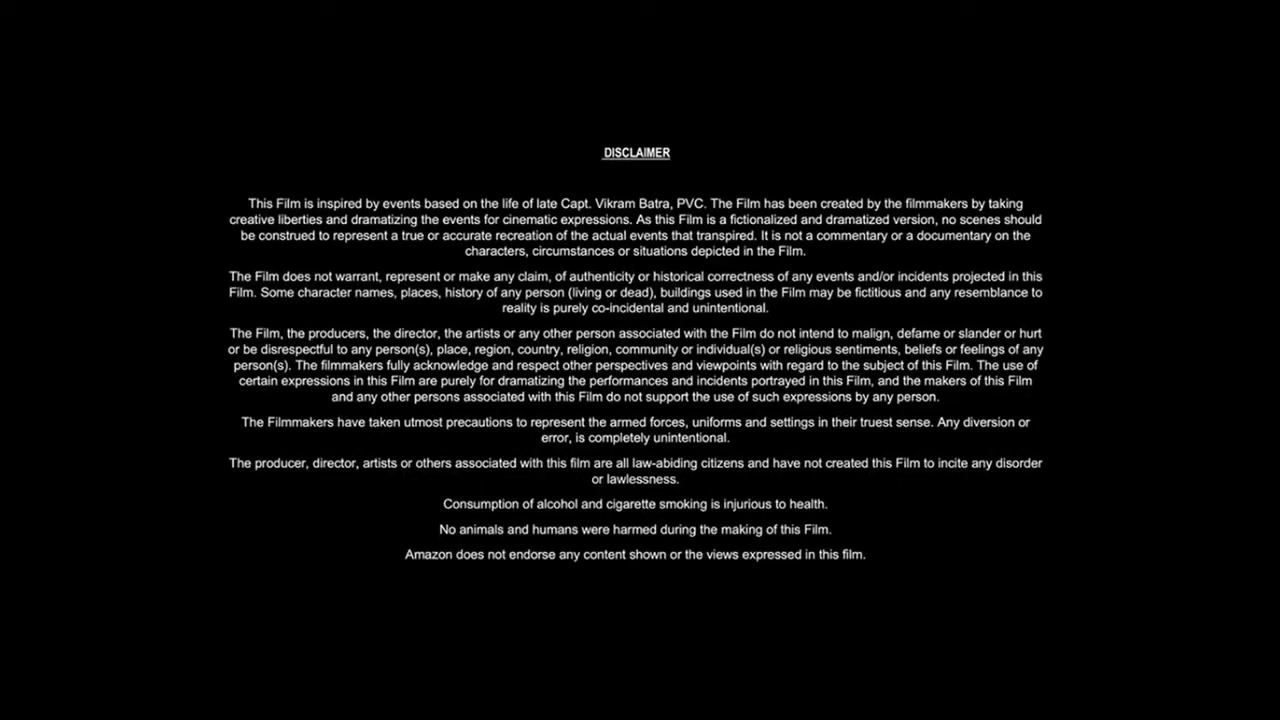 DISCLAIMER
This Film is inspired by events based on the life of late Capt. Vikram Batra, PVC. The Film has been created by the filmmakers by taking
creative liberties and dramatizing the events for cinematic expressions. As this Film is a fictionalized and dramatized version, no scenes should
be construed to represent a true or accurate recreation of the actual events that transpired. It is not a commentary or a documentary on the
characters, circumstances or situations depicted in the Film.
The Film does not warrant, represent or make any claim, of authenticity or historical correctness of any events and/or incidents projected in this
Film. Some character names, places, history of any person (living or dead), buildings used in the Film may be fictitious and any resemblance to
reality is purely co-incidental and unintentional.
The Film, the producers, the director, the artists or any other person associated with the Film do not intend to malign, defame or slander or hurt
or be disrespectful to any person(s), place, region, country, religion, community or individual(s) or religious sentiments, beliefs or feelings of any
person(s). The filmmakers fully acknowledge and respect other perspectives and viewpoints with regard to the subject of this Film. The use of
certain expressions in this Film are purely for dramatizing the performances and incidents portrayed in this Film, and the makers of this Film
and any other persons associated with this Film do not support the use of such expressions by any person.
The Filmmakers have taken utmost precautions to represent the armed forces, uniforms and settings in their truest sense. Any diversion or
error, is completely unintentional.
The producer, director, artists or others associated with this film are all law-abiding citizens and have not created this Film to incite any disorder
or lawlessness.
Consumption of alcohol and cigarette smoking is injurious to health.
No animals and humans were harmed during the making of this Film.
Amazon does not endorse any content shown or the views expressed in this film.